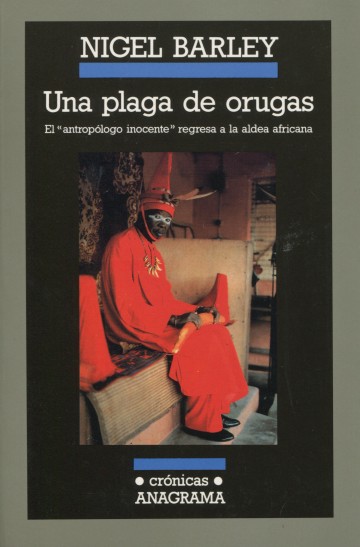 NIGEL BARLEY
Una plaga de orugas
El "antropólogo inocente" regresa a la aldea africana
crónicas
ANAGRAMA